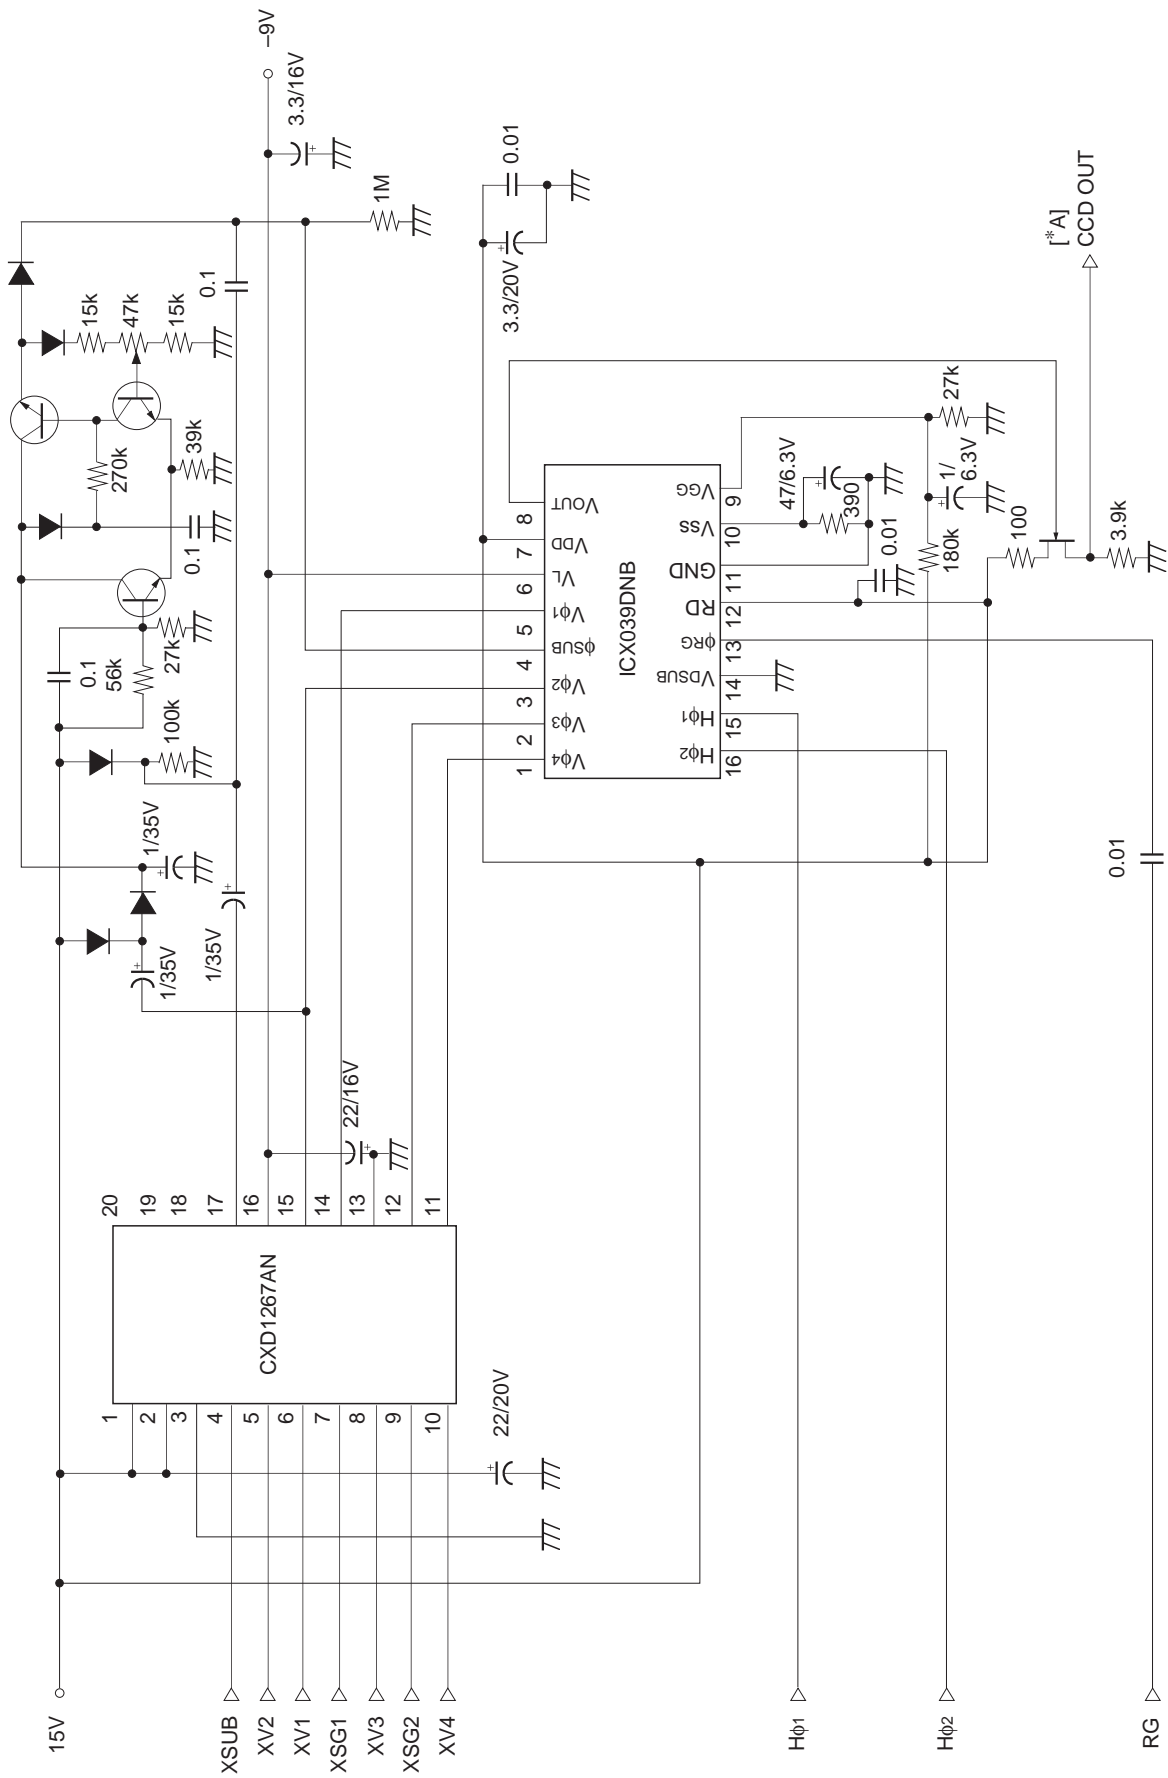 15V
XSUB
XV2
XV1
XSG1
XV3
XSG2
XV4
Hϕ1
Hϕ2
RG
22/20V
1
2
3
4
5
6
7
8
9
10
CXD1267AN
20
19
18
17
16
15
14
13
12
11
22/16V
1/35V
1/35V
1/35V
100k
56k
0.1
27k
0.1
270k
39k
15k
47k
15k
0.1
1M
3.3/16V
–9V
0.01
3.3/20V
1
2
3
4
5
6
7
8
Vϕ4
Vϕ3
Vϕ2
ϕSUB
Vϕ1
VL
VDD
VOUT
ICX039DNB
Hϕ2
Hϕ1
VDSUB
ϕRG
RD
GND
VSS
VGG
16
15
14
13
12
11
10
9
47/6.3V
390
0.01
180k
1/
6.3V
27k
100
3.9k
[*A]
CCD OUT
0.01